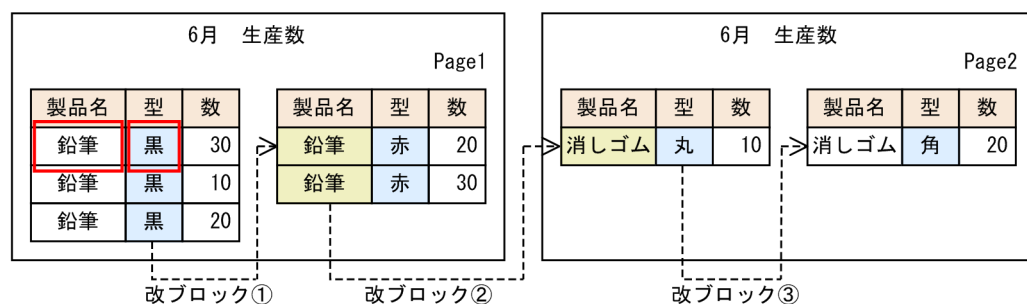 6月 生産数
Page1
製品名 型 数
鉛筆 黒 30
鉛筆 黒 10
鉛筆 黒 20
製品名 型 数
鉛筆 赤 20
鉛筆 赤 30
6月 生産数
Page2
製品名 型 数
消しゴム 丸 10
製品名 型 数
消しゴム 角 20
改ブロック①
改ブロック②
改ブロック③